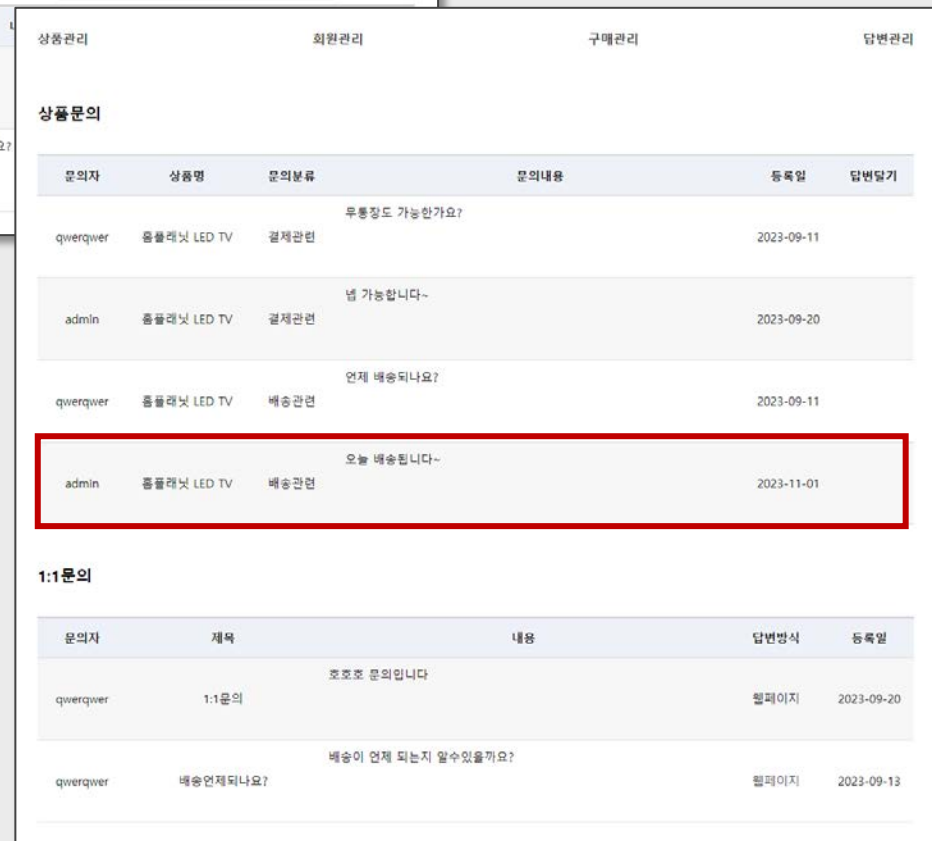 상품관리 회원관리 구매관리 답변관리
상품문의
문의자 상품명 문의분류 문의내용 등록일 답변달기
무통장도 가능한가요?
qwerqwer 홈플래닛 LED TV 결제관련 2023-09-11
넵 가능합니다~
admin 홈플래닛 LED TV 결제관련 2023-09-20
언제 배송되나요?
qwerqwer 홈플래닛 LED TV 배송관련 2023-09-11
오늘 배송됩니다~
admin 홈플래닛 LED TV 배송관련 2023-11-01
1:1문의
문의자 제목 내용 답변방식 등록일
호호호 문의입니다
qwerqwer 1:1문의 웹페이지 2023-09-20
배송이 언제 되는지 알수있을까요?
qwerqwer 배송언제되나요? 웹페이지 2023-09-13